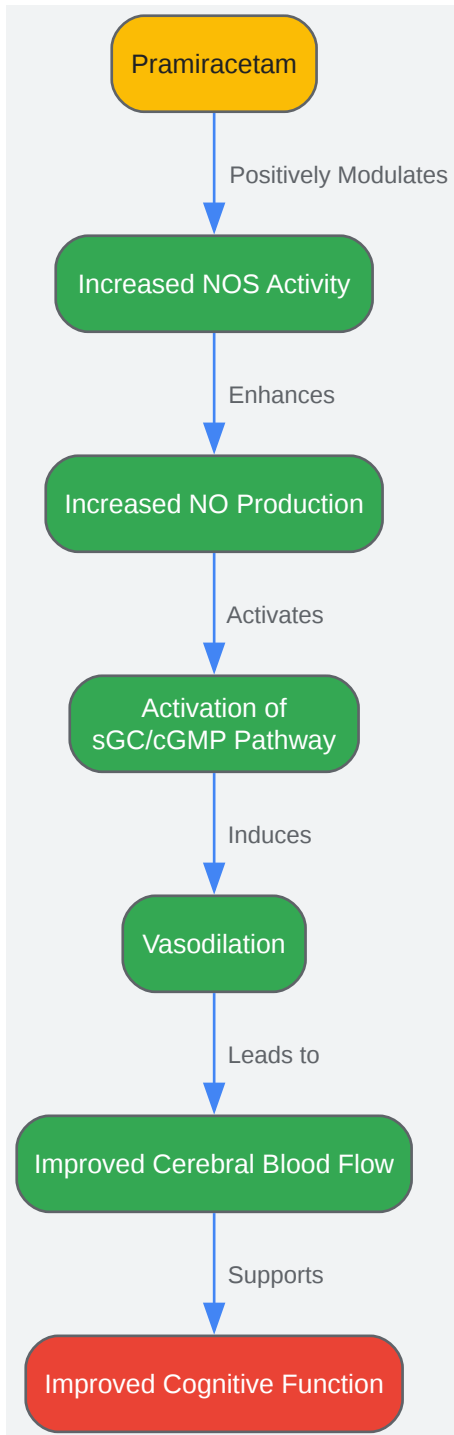 Pramiracetam
Positively Modulates
Increased NOS Activity
Enhances
Increased NO Production
Activates
Activation of
sGC/cGMP Pathway
Induces
Vasodilation
Leads to
Improved Cerebral Blood Flow
Supports
Improved Cognitive Function